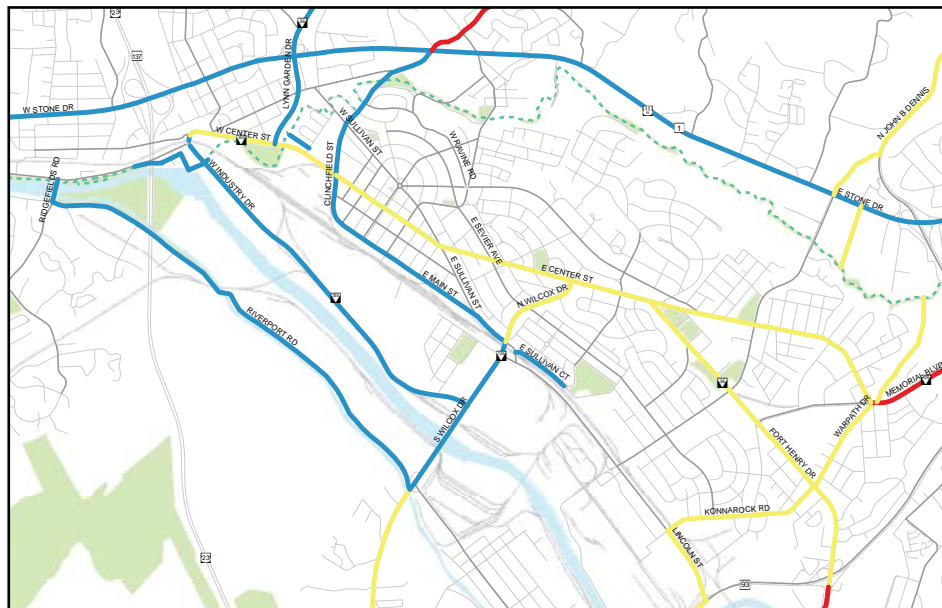 23
137
W STONE DR
LYNN GARDEN DR
W CENTER ST
W SULLIVAN ST
W RAVINE RD
N JOHN B DENNIS
1
RIDGEFIELDS RD
W INDUSTRY DR
CLINCHFIELD ST
E STONE DR
E SEVIER AVE
E SULLIVAN ST
E CENTER ST
E MAIN ST
N WILCOX DR
RIVERPORT RD
E SULLIVAN CT
MEMORIAL BLVD
S WILCOX DR
WARPATH DR
FORT HENRY DR
KONNAROCK RD
LINCOLN ST
23
93